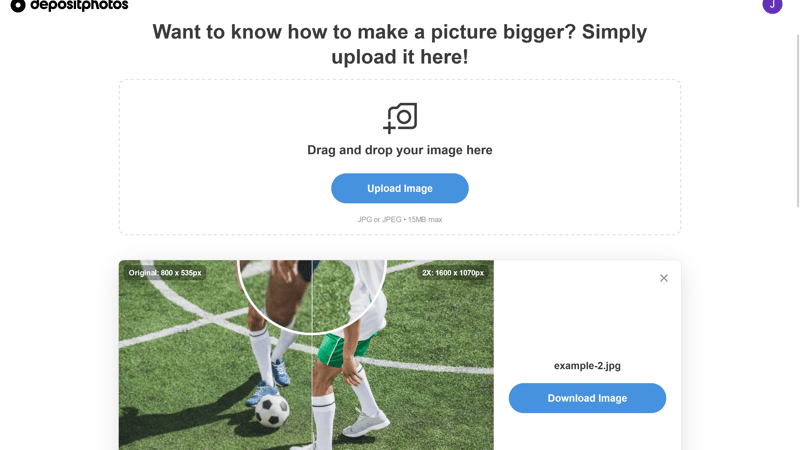 depositphotos
J
Want to know how to make a picture bigger? Simply
upload it here!
Drag and drop your image here
Upload Image
JPG or JPEG • 15MB max
Original: 800 x 535px
2X: 1600 x 1070px
example-2.jpg
Download Image